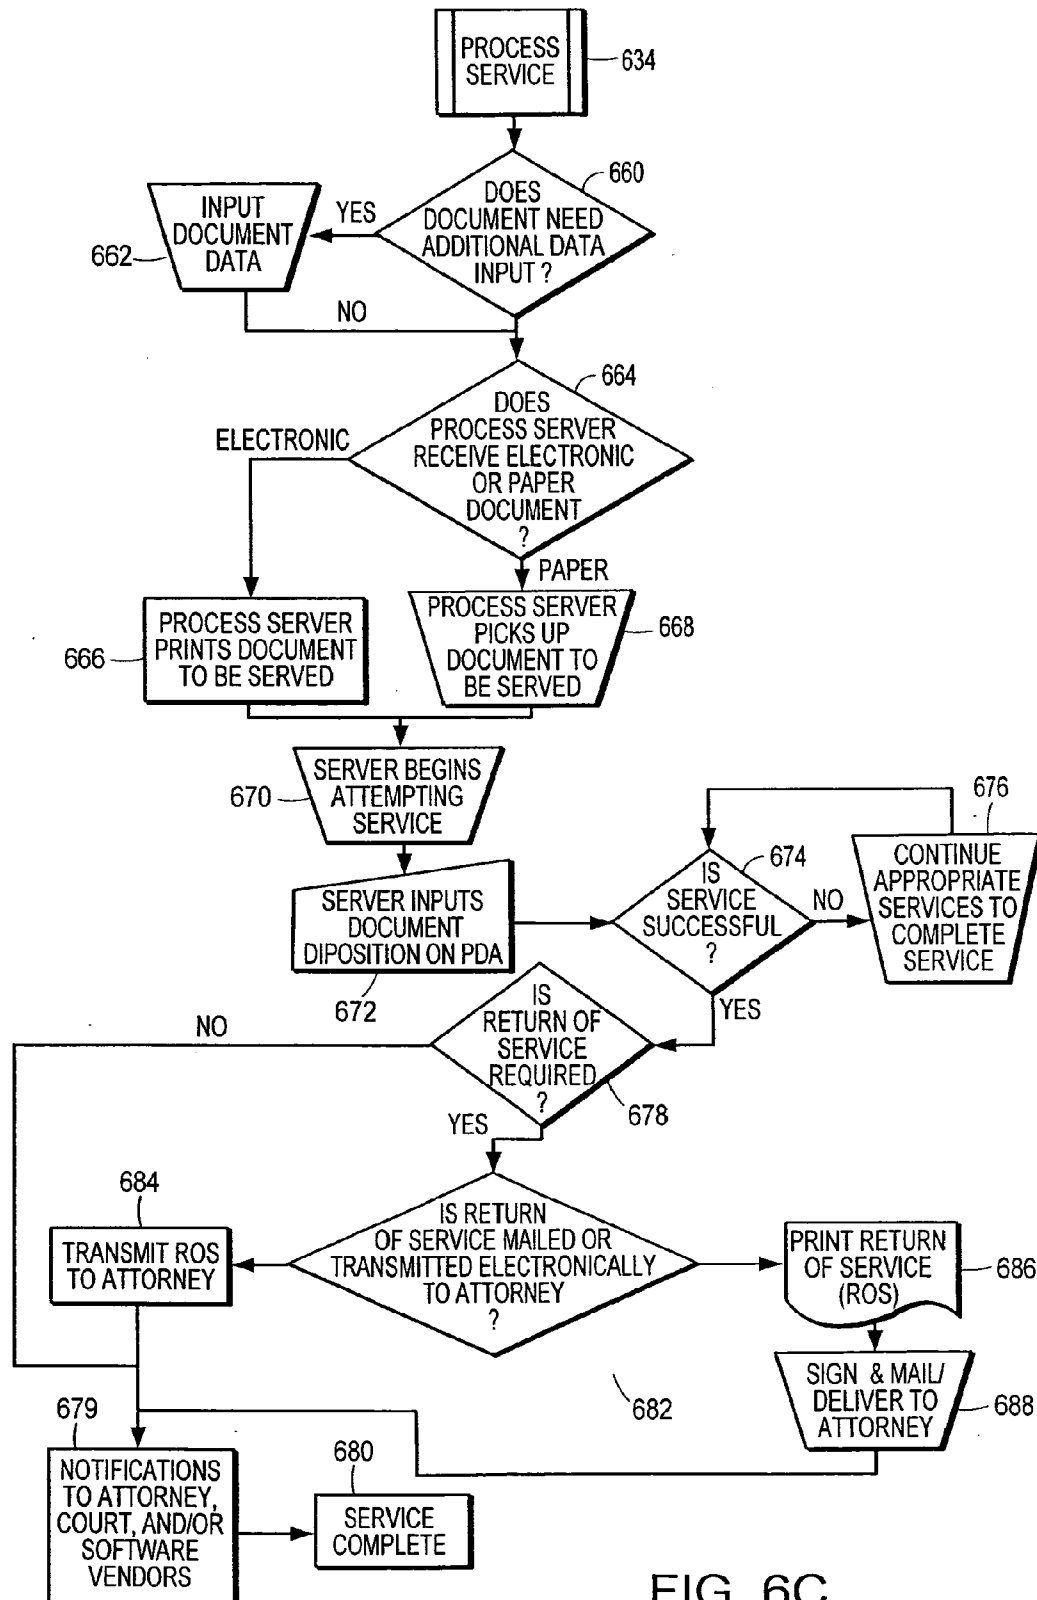 PROCESS
SERVICE
634
660
DOES
DOCUMENT NEED
ADDITIONAL DATA
INPUT ?
YES
INPUT
DOCUMENT
DATA
662
NO
664
DOES
PROCESS SERVER
RECEIVE ELECTRONIC
OR PAPER
DOCUMENT
?
ELECTRONIC
PAPER
PROCESS SERVER
PRINTS DOCUMENT
TO BE SERVED
666
PROCESS SERVER
PICKS UP
DOCUMENT TO
BE SERVED
668
SERVER BEGINS
ATTEMPTING
SERVICE
670
SERVER INPUTS
DOCUMENT
DIPOSITION ON PDA
672
674
IS
SERVICE
SUCCESSFUL
?
NO
676
CONTINUE
APPROPRIATE
SERVICES TO
COMPLETE
SERVICE
YES
IS
RETURN OF
SERVICE
REQUIRED
?
678
NO
YES
684
TRANSMIT ROS
TO ATTORNEY
IS RETURN
OF SERVICE MAILED OR
TRANSMITTED ELECTRONICALLY
TO ATTORNEY
?
682
PRINT RETURN
OF SERVICE
(ROS)
686
SIGN & MAIL/
DELIVER TO
ATTORNEY
688
679
NOTIFICATIONS
TO ATTORNEY,
COURT, AND/OR
SOFTWARE
VENDORS
680
SERVICE
COMPLETE
FIG. 6C